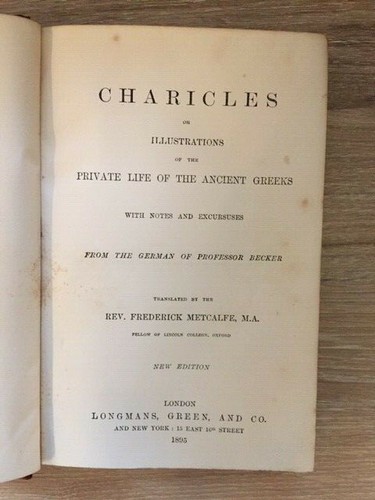 CHARICLES
OR
ILLUSTRATIONS
OF THE
PRIVATE LIFE OF THE ANCIENT GREEKS
WITH NOTES AND EXCURSUSES
FROM THE GERMAN OF PROFESSOR BECKER
TRANSLATED BY THE
REV. FREDERICK METCALFE, M.A.
FELLOW OF LINCOLN COLLEGE, OXFORD
NEW EDITION
LONDON
LONGMANS, GREEN, AND CO.
AND NEW YORK : 15 EAST 16th STREET
1895